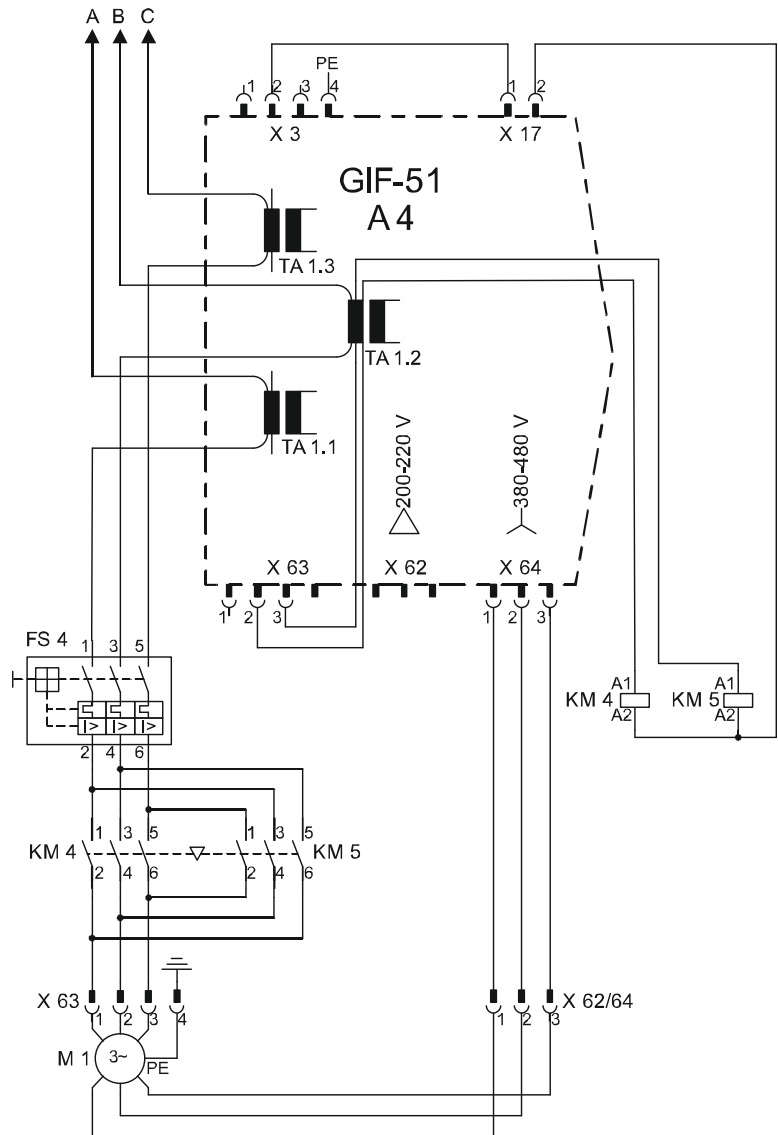 A B C
PE
1 2 3 4 1 2
X 3 X 17
GIF-51
A 4
TA 1.3
TA 1.2
TA 1.1
200-220 V 380-480 V
X 63 X 62 X 64
1 2 3 1 2 3
FS 4 1 3 5
I> I> I>
2 4 6
KM 4 A1 A2 KM 5 A1 A2
1 3 5 1 3 5
KM 4 KM 5
2 4 6 2 4 6
X 63 X 62/64
1 2 3 4 1 2 3
M 1 3~ PE